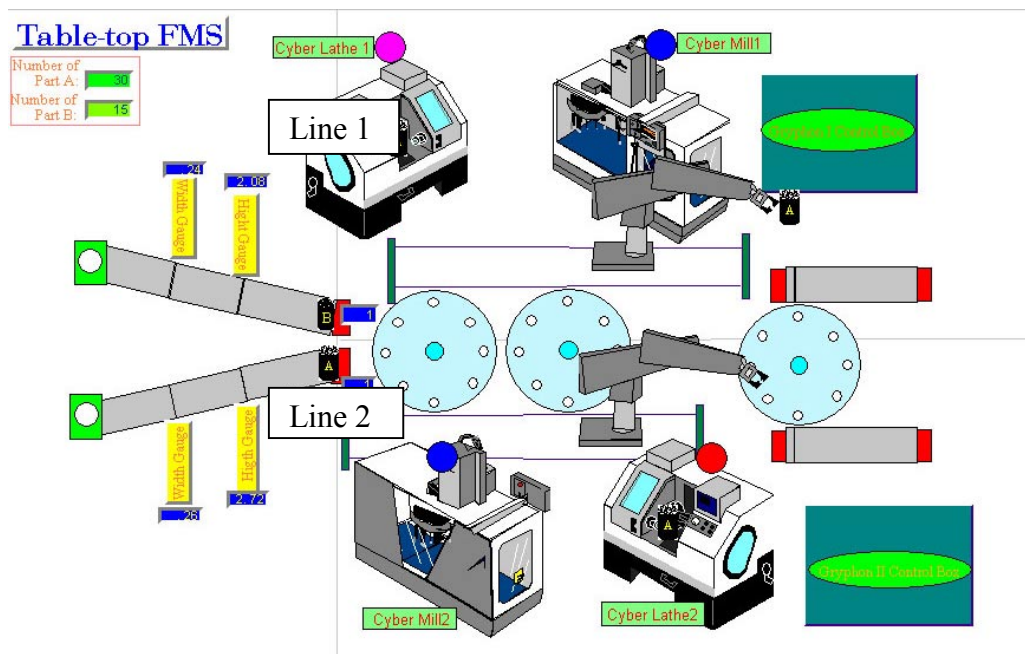 Table-top FMS
Number of
Part A:
30
Number of
Part B:
15
Cyber Lathe 1
Cyber Mill1
Gryphon I Control Box
Line 1
.24
Width Gauge
2.08
Hight Gauge
A
B
1
A
1
Line 2
Width Gauge
.26
Higth Gauge
2.72
A
Cyber Mill2
Cyber Lathe2
Gryphon II Control Box